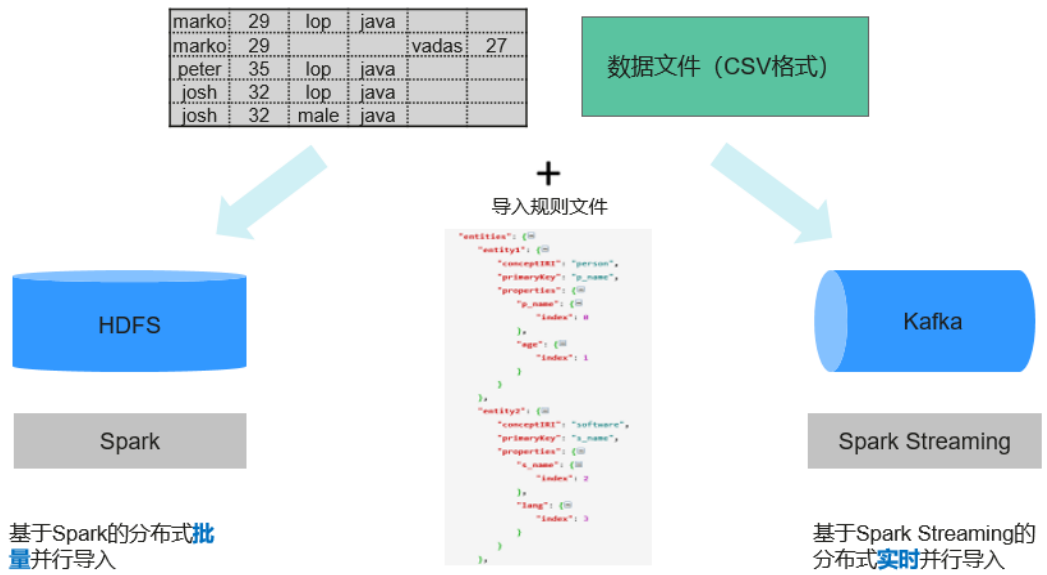 marko 29 lop java
marko 29 vadas 27
peter 35 lop java
josh 32 lop java
josh 32 male java
数据文件（CSV格式）
+
导入规则文件
"entities": {
"entity1": {
"conceptIRI": "person",
"primaryKey": "p_name",
"properties": {
"p_name": {
"index": 0
},
"age": {
"index": 1
}
}
},
"entity2": {
"conceptIRI": "software",
"primaryKey": "s_name",
"properties": {
"s_name": {
"index": 2
},
"lang": {
"index": 3
}
}
},
HDFS
Spark
基于Spark的分布式批
量并行导入
Kafka
Spark Streaming
基于Spark Streaming的
分布式实时并行导入